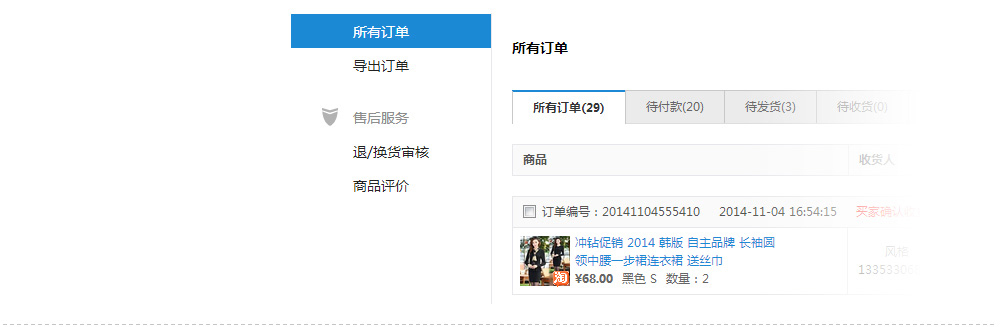 所有订单
导出订单
售后服务
退/换货审核
商品评价
所有订单
所有订单(29) 待付款(20) 待发货(3) 待收货(0)
商品 收货人
订单编号：20141104555410 2014-11-04 16:54:15 买家确认
冲钻促销 2014 韩版 自主品牌 长袖圆
领中腰一步裙连衣裙 送丝巾
¥68.00 黑色 S 数量：2
淘
风格